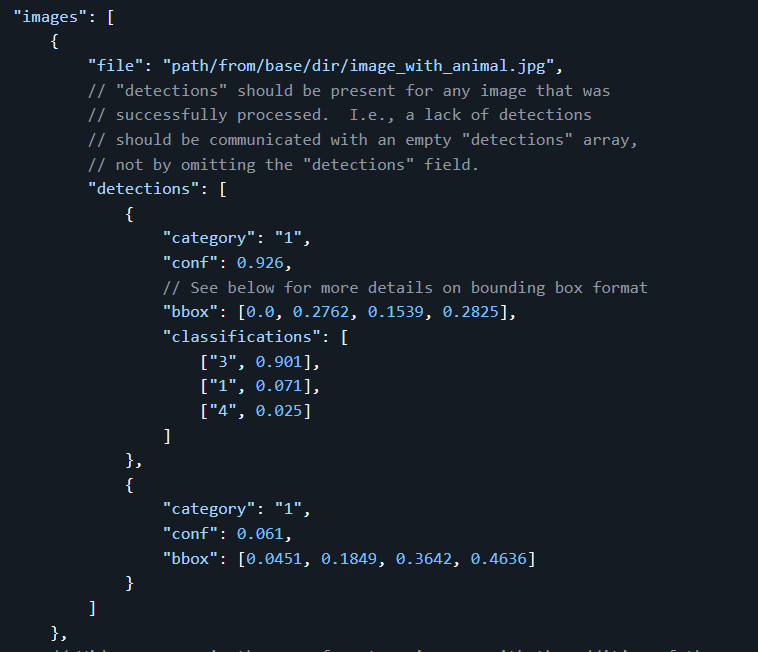 "images": [
    {
        "file": "path/from/base/dir/image_with_animal.jpg",
        // "detections" should be present for any image that was
        // successfully processed.  I.e., a lack of detections
        // should be communicated with an empty "detections" array,
        // not by omitting the "detections" field.
        "detections": [
            {
                "category": "1",
                "conf": 0.926,
                // See below for more details on bounding box format
                "bbox": [0.0, 0.2762, 0.1539, 0.2825],
                "classifications": [
                    ["3", 0.901],
                    ["1", 0.071],
                    ["4", 0.025]
                ]
            },
            {
                "category": "1",
                "conf": 0.061,
                "bbox": [0.0451, 0.1849, 0.3642, 0.4636]
            }
        ]
    },